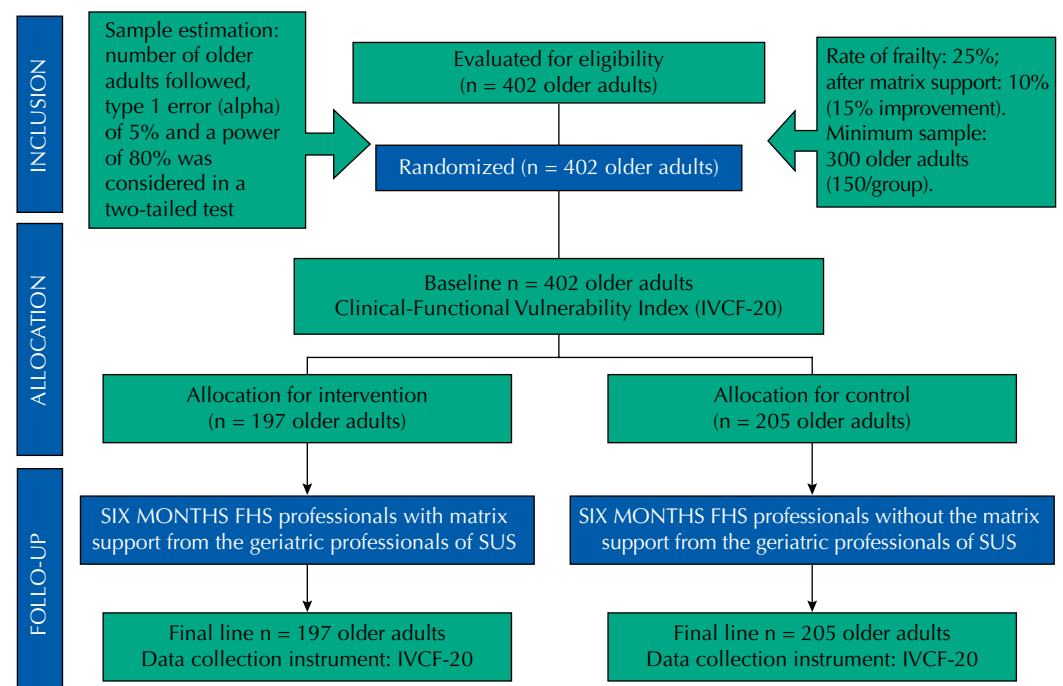 INCLUSION
Sample estimation:
number of older
adults followed,
type 1 error (alpha)
of 5% and a power
of 80% was
considered in a
two-tailed test
Evaluated for eligibility
(n = 402 older adults)
Rate of frailty: 25%;
after matrix support: 10%
(15% improvement).
Minimum sample:
300 older adults
(150/group).
Randomized (n = 402 older adults)
ALLOCATION
Baseline n = 402 older adults
Clinical-Functional Vulnerability Index (IVCF-20)
Allocation for intervention
(n = 197 older adults)
Allocation for control
(n = 205 older adults)
FOLLO-UP
SIX MONTHS FHS professionals with matrix
support from the geriatric professionals of SUS
SIX MONTHS FHS professionals without the matrix
support from the geriatric professionals of SUS
Final line n = 197 older adults
Data collection instrument: IVCF-20
Final line n = 205 older adults
Data collection instrument: IVCF-20